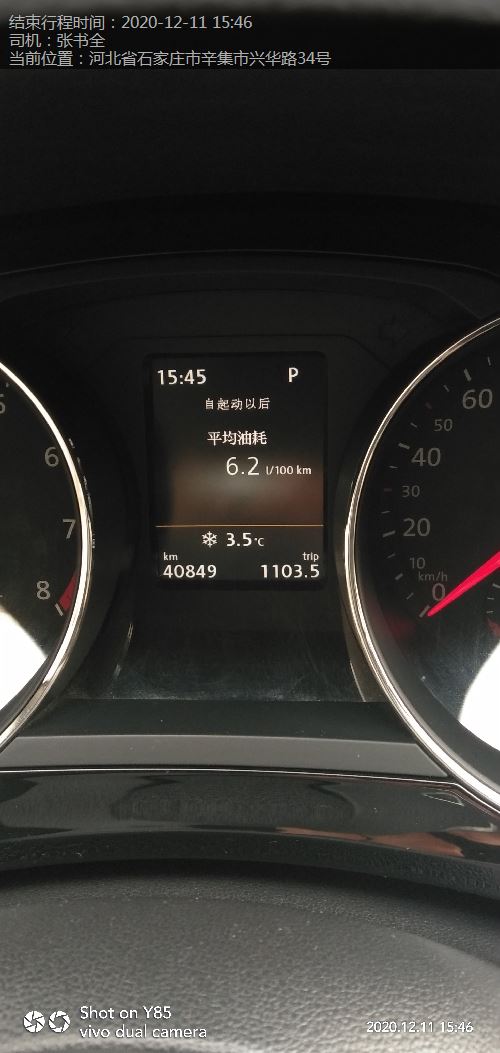 结束行程时间：2020-12-11 15:46
司机：张书全
当前位置：河北省石家庄市辛集市兴华路34号
15:45 P
自起动以后
平均油耗
6.2 l/100 km
3.5°C
km trip
40849 1103.5
5
6
7
8
60
50
40
30
20
10
km/h
0
Shot on Y85
vivo dual camera
2020.12.11 15:46